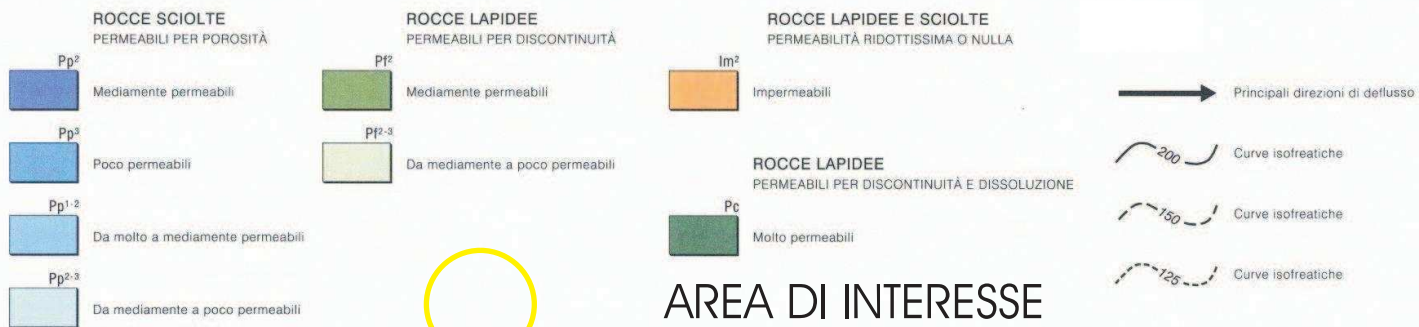 ROCCE SCIOLTE
PERMEABILI PER POROSITÀ
Pp²
Mediamente permeabili
Pp³
Poco permeabili
Pp¹⁻²
Da molto a mediamente permeabili
Pp²⁻³
Da mediamente a poco permeabili
ROCCE LAPIDEE
PERMEABILI PER DISCONTINUITÀ
Pf²
Mediamente permeabili
Pf²⁻³
Da mediamente a poco permeabili
ROCCE LAPIDEE E SCIOLTE
PERMEABILITÀ RIDOTTISSIMA O NULLA
Im²
Impermeabili
ROCCE LAPIDEE
PERMEABILI PER DISCONTINUITÀ E DISSOLUZIONE
Pc
Molto permeabili
Principali direzioni di deflusso
200
Curve isofreatiche
150
Curve isofreatiche
125
Curve isofreatiche
AREA DI INTERESSE